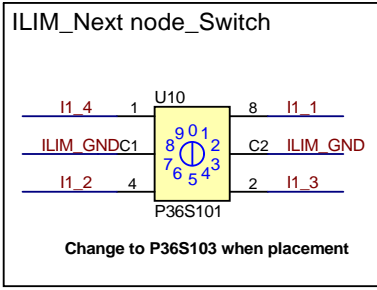 ILIM_Next node_Switch
U10
I1_4 1 8 I1_1
ILIM_GND C1 C2 ILIM_GND
I1_2 4 2 I1_3
0 1 2 3 4 5 6 7 8 9
P36S101
Change to P36S103 when placement